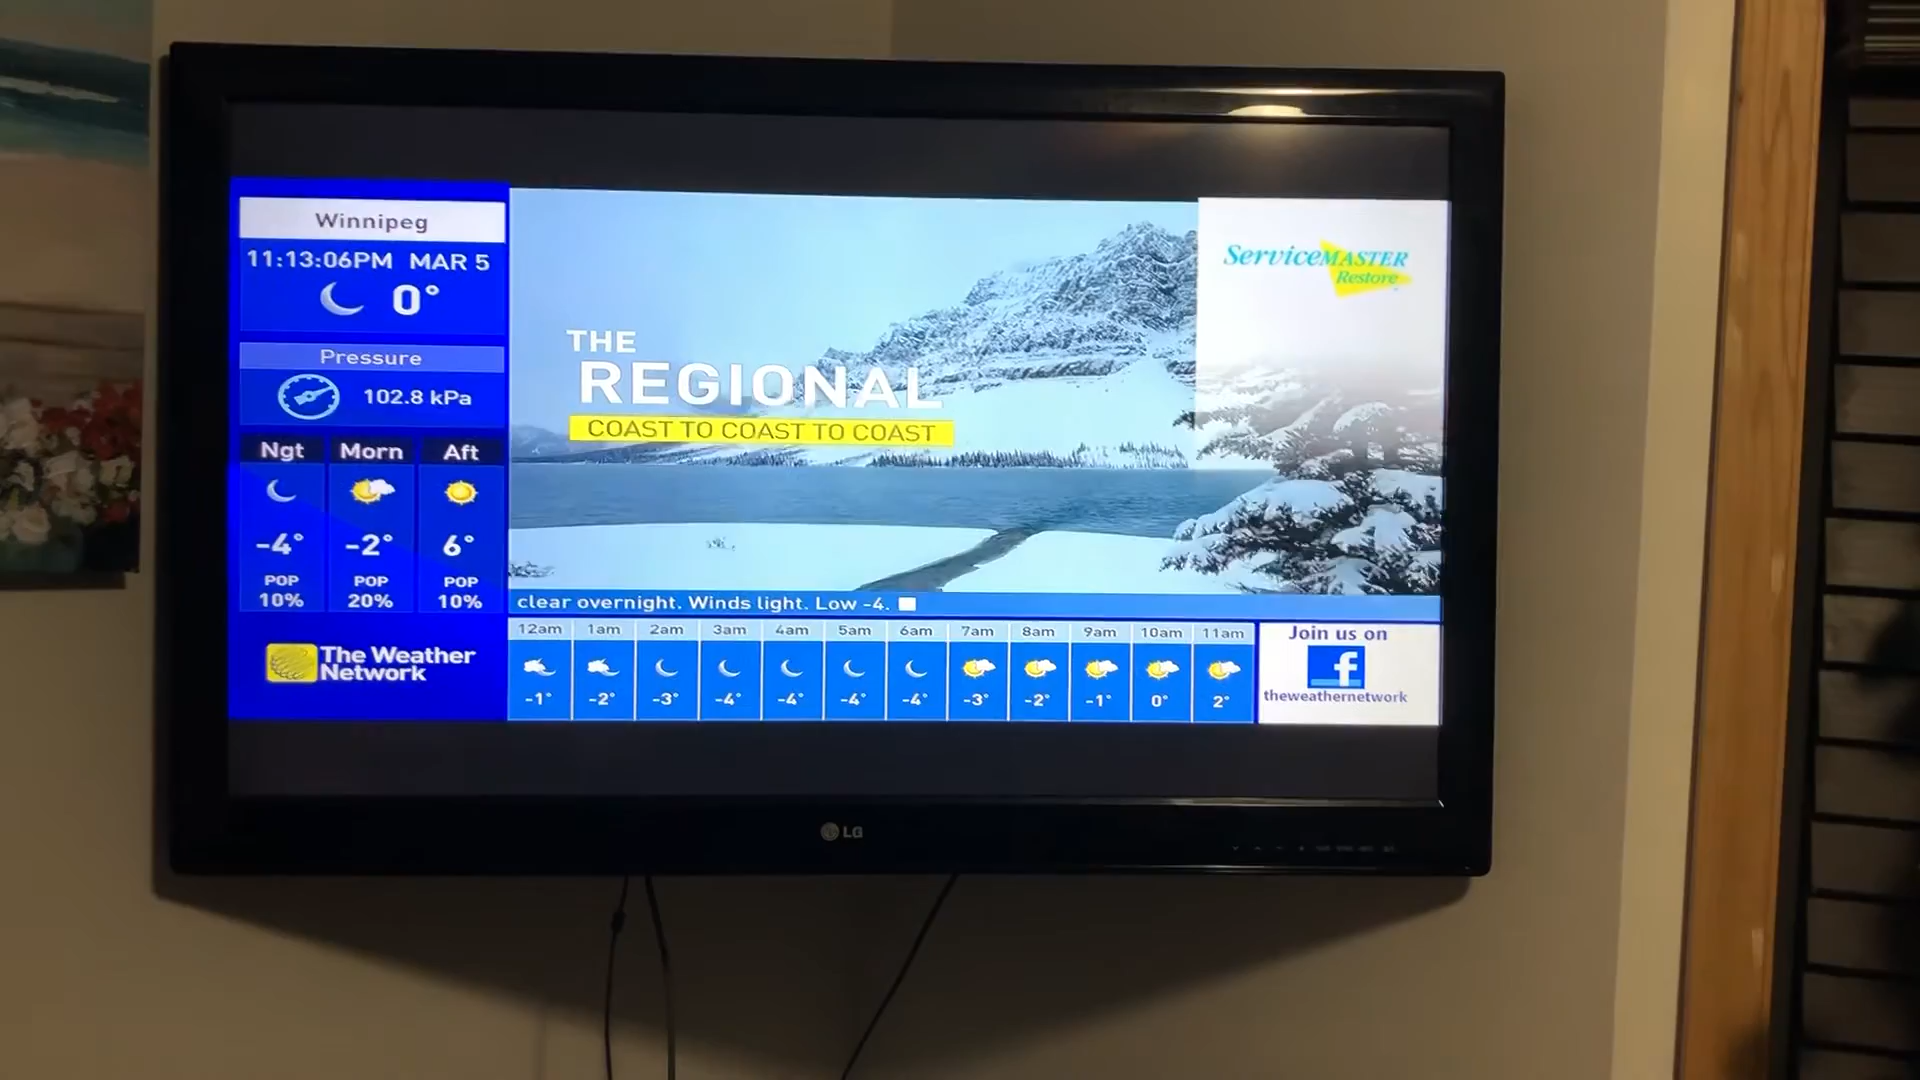 Winnipeg
11:13:06PM MAR 5
0°
Pressure
102.8 kPa
Ngt Morn Aft
-4° -2° 6°
POP POP POP
10% 20% 10%
The Weather
Network
THE
REGIONAL
COAST TO COAST TO COAST
ServiceMASTER
Restore
clear overnight. Winds light. Low -4.
12am 1am 2am 3am 4am 5am 6am 7am 8am 9am 10am 11am
-1° -2° -3° -4° -4° -4° -4° -3° -2° -1° 0° 2°
Join us on
f
theweathernetwork
LG